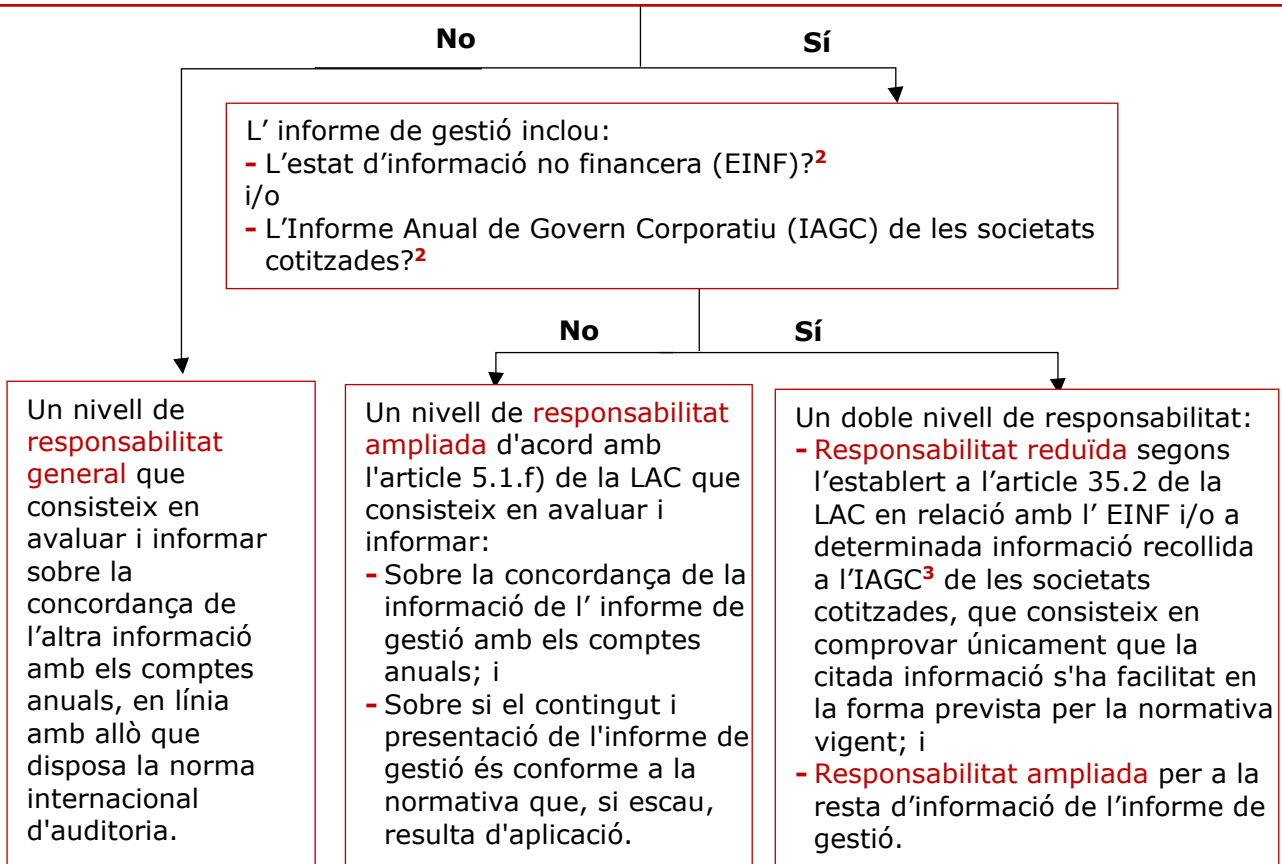 No
Sí
L’ informe de gestió inclou:
- L’estat d’informació no financera (EINF)?²
i/o
- L’Informe Anual de Govern Corporatiu (IAGC) de les societats
cotitzades?²
No
Sí
Un nivell de
responsabilitat
general que
consisteix en
avaluar i informar
sobre la
concordança de
l’altra informació
amb els comptes
anuals, en línia
amb allò que
disposa la norma
internacional
d'auditoria.
Un nivell de responsabilitat
ampliada d'acord amb
l'article 5.1.f) de la LAC que
consisteix en avaluar i
informar:
- Sobre la concordança de la
informació de l’ informe de
gestió amb els comptes
anuals; i
- Sobre si el contingut i
presentació de l'informe de
gestió és conforme a la
normativa que, si escau,
resulta d'aplicació.
Un doble nivell de responsabilitat:
- Responsabilitat reduïda segons
l’establert a l’article 35.2 de la
LAC en relació amb l’ EINF i/o a
determinada informació recollida
a l’IAGC³ de les societats
cotitzades, que consisteix en
comprovar únicament que la
citada informació s'ha facilitat en
la forma prevista per la normativa
vigent; i
- Responsabilitat ampliada per a la
resta d’informació de l’informe de
gestió.